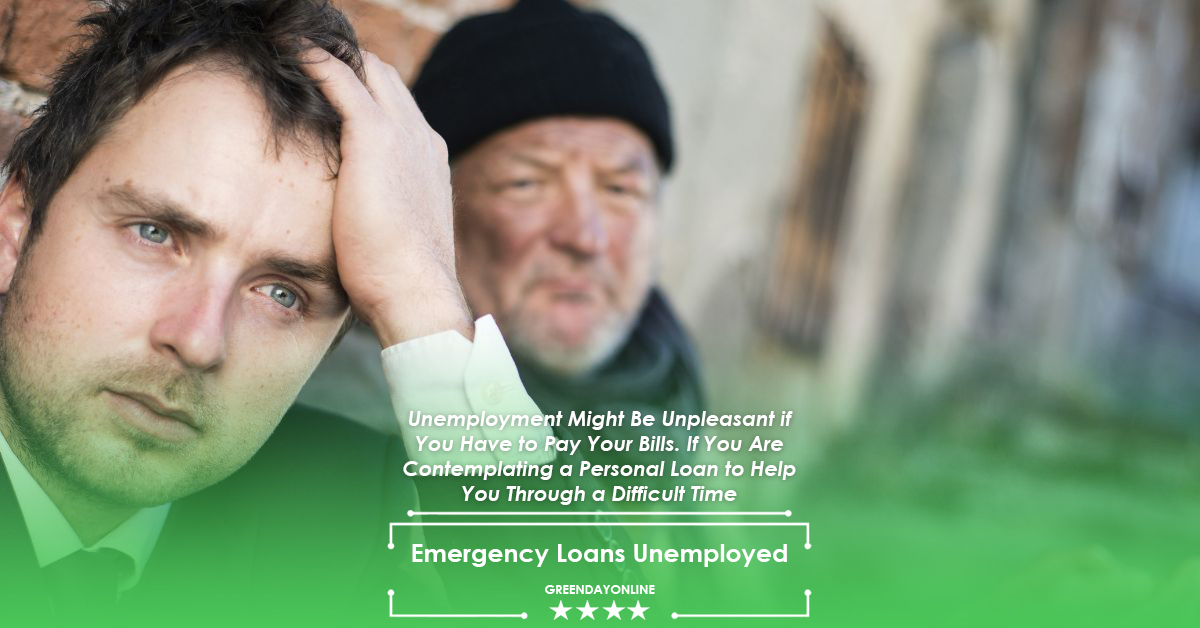 Unemployment Might Be Unpleasant if
You Have to Pay Your Bills. If You Are
Contemplating a Personal Loan to Help
You Through a Difficult Time
Emergency Loans Unemployed
GREENDAYONLINE